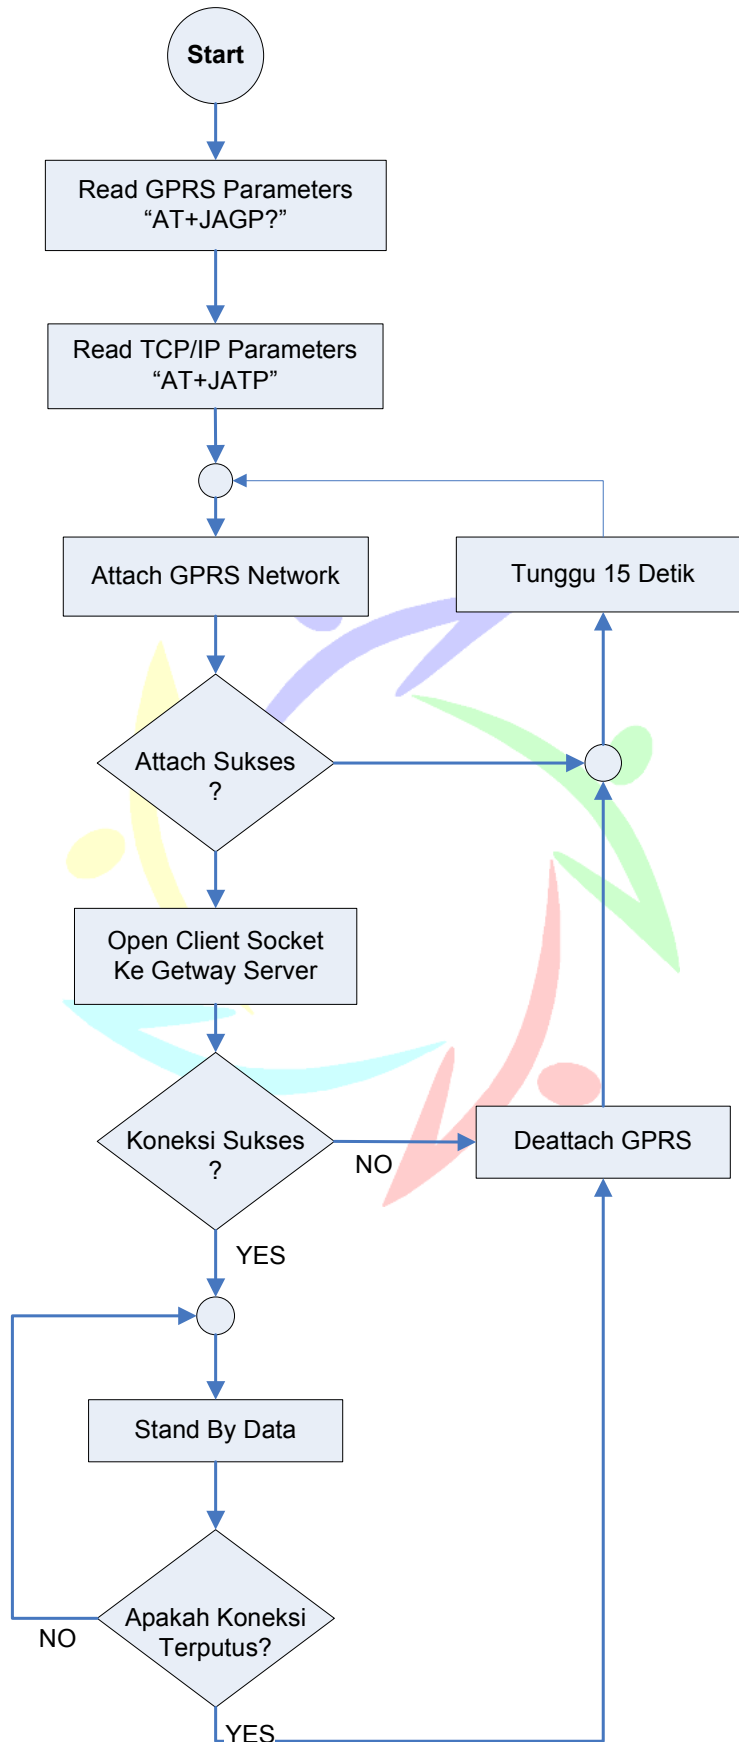 Start
Read GPRS Parameters
“AT+JAGP?”
Read TCP/IP Parameters
“AT+JATP”
Attach GPRS Network
Tunggu 15 Detik
Attach Sukses
?
Open Client Socket
Ke Getway Server
Koneksi Sukses
?
NO
Deattach GPRS
YES
Stand By Data
Apakah Koneksi
Terputus?
NO
YES